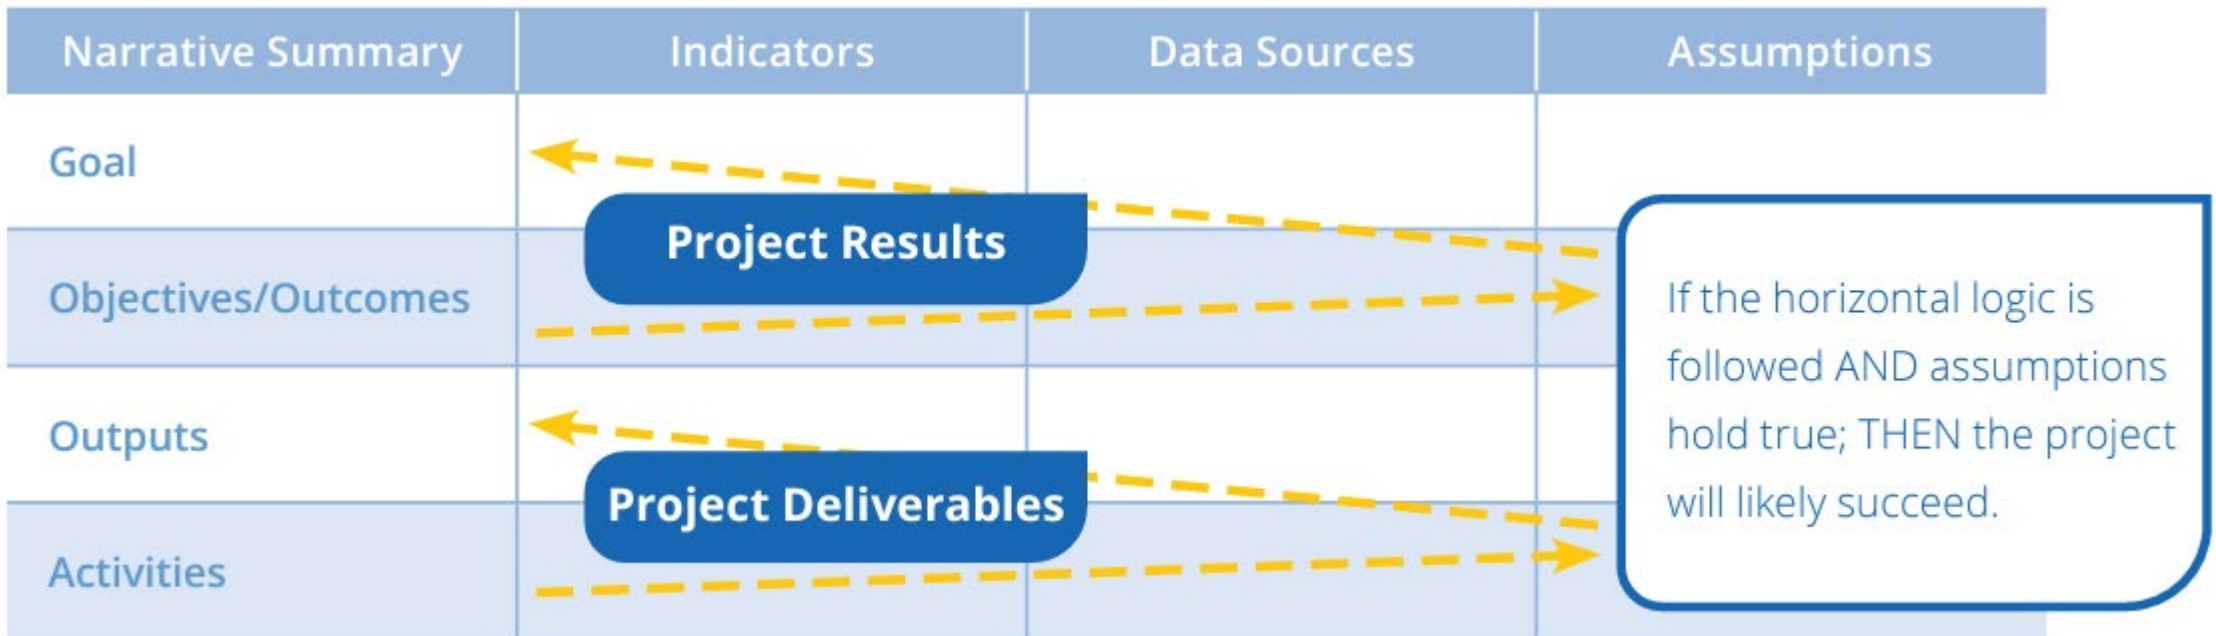 Narrative Summary
Indicators
Data Sources
Assumptions
Goal
Project Results
Objectives/Outcomes
If the horizontal logic is
followed AND assumptions
hold true; THEN the project
will likely succeed.
Outputs
Project Deliverables
Activities